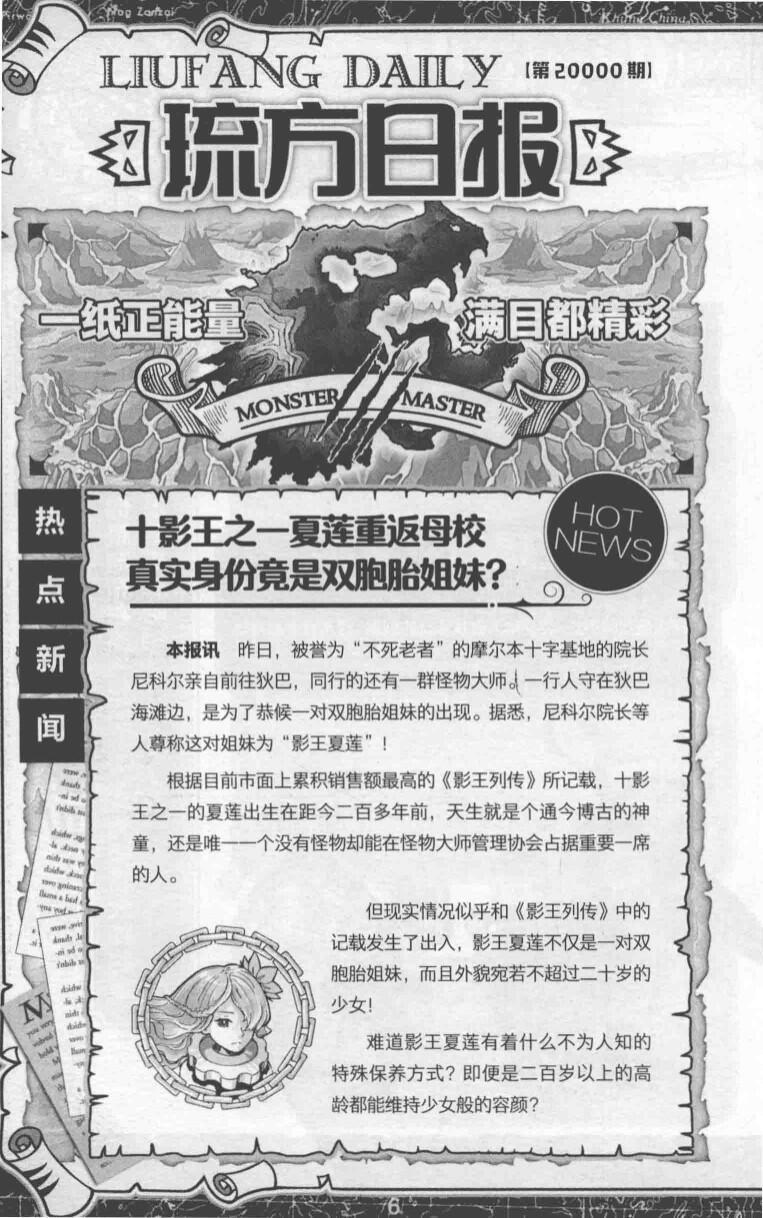 Nog Zanzai
Khumu China
LIUFANG DAILY 【第20000期】
琉方日报
一纸正能量 满目都精彩
MONSTER MASTER
热点新闻
HOT
NEWS
十影王之一夏莲重返母校
真实身份竟是双胞胎姐妹?
本报讯 昨日，被誉为“不死老者”的摩尔本十字基地的院长
尼科尔亲自前往狄巴，同行的还有一群怪物大师。一行人守在狄巴
海滩边，是为了恭候一对双胞胎姐妹的出现。据悉，尼科尔院长等
人尊称这对姐妹为“影王夏莲”！
根据目前市面上累积销售额最高的《影王列传》所记载，十影
王之一的夏莲出生在距今二百多年前，天生就是个通今博古的神
童，还是唯一一个没有怪物却能在怪物大师管理协会占据重要一席
的人。
但现实情况似乎和《影王列传》中的
记载发生了出入，影王夏莲不仅是一对双
胞胎姐妹，而且外貌宛若不超过二十岁的
少女！
难道影王夏莲有着什么不为人知的
特殊保养方式？即便是二百岁以上的高
龄都能维持少女般的容颜？
6